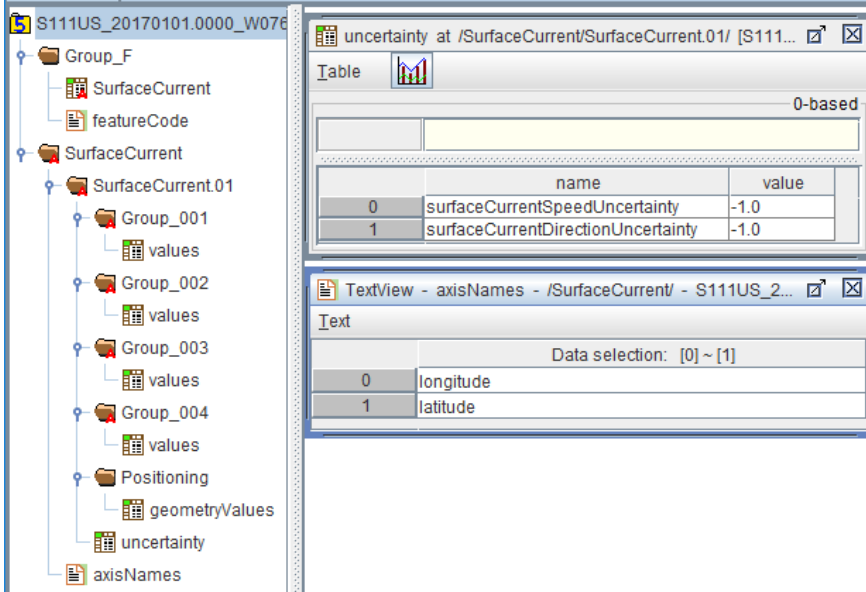 S111US_20170101.0000_W076
Group_F
SurfaceCurrent
featureCode
SurfaceCurrent
SurfaceCurrent.01
Group_001
values
Group_002
values
Group_003
values
Group_004
values
Positioning
geometryValues
uncertainty
axisNames
uncertainty at /SurfaceCurrent/SurfaceCurrent.01/ [S111...
Table
0-based
name value
0 surfaceCurrentSpeedUncertainty -1.0
1 surfaceCurrentDirectionUncertainty -1.0
TextView - axisNames - /SurfaceCurrent/ - S111US_2...
Text
Data selection: [0] ~ [1]
0 longitude
1 latitude